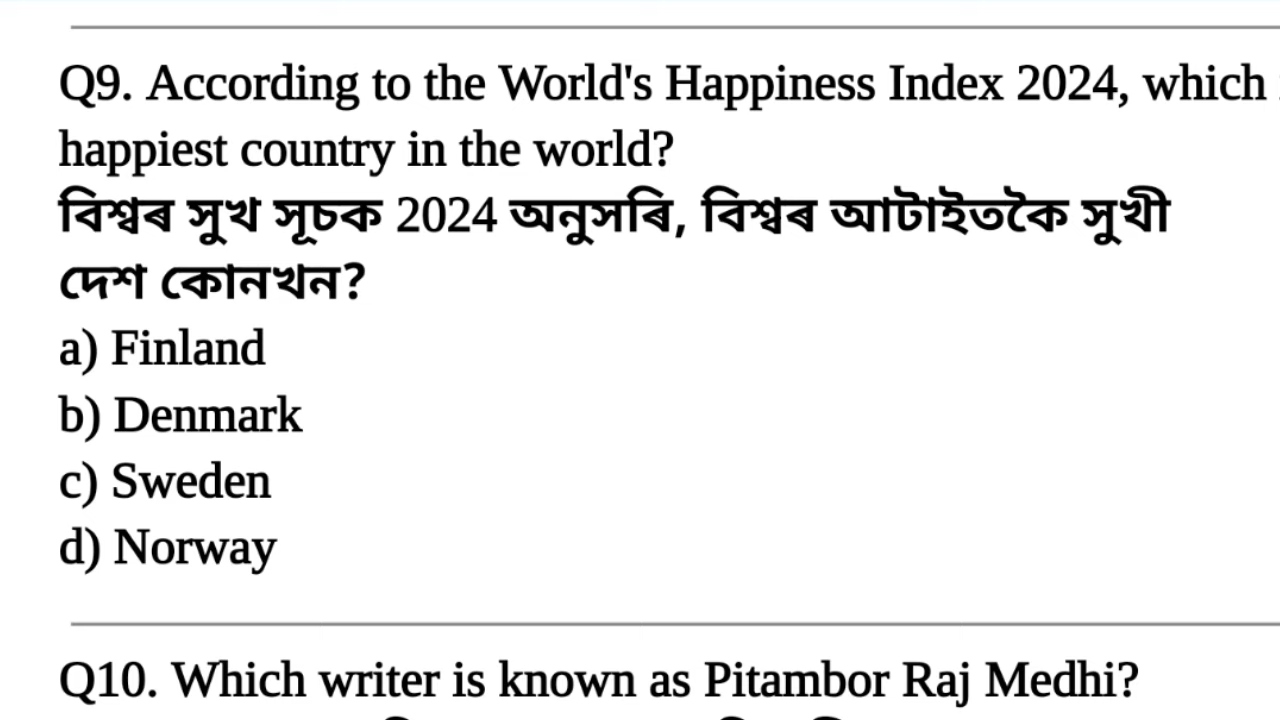 Q9. According to the World's Happiness Index 2024, which
happiest country in the world?
বিশ্বৰ সুখ সূচক 2024 অনুসৰি, বিশ্বৰ আটাইতকৈ সুখী
দেশ কোনখন?
a) Finland
b) Denmark
c) Sweden
d) Norway
Q10. Which writer is known as Pitambor Raj Medhi?